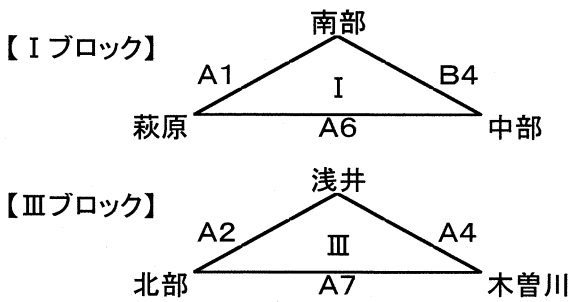 南部
【Ⅰブロック】
A1
B4
Ⅰ
萩原
A6
中部
浅井
【Ⅲブロック】
A2
A4
Ⅲ
北部
A7
木曽川